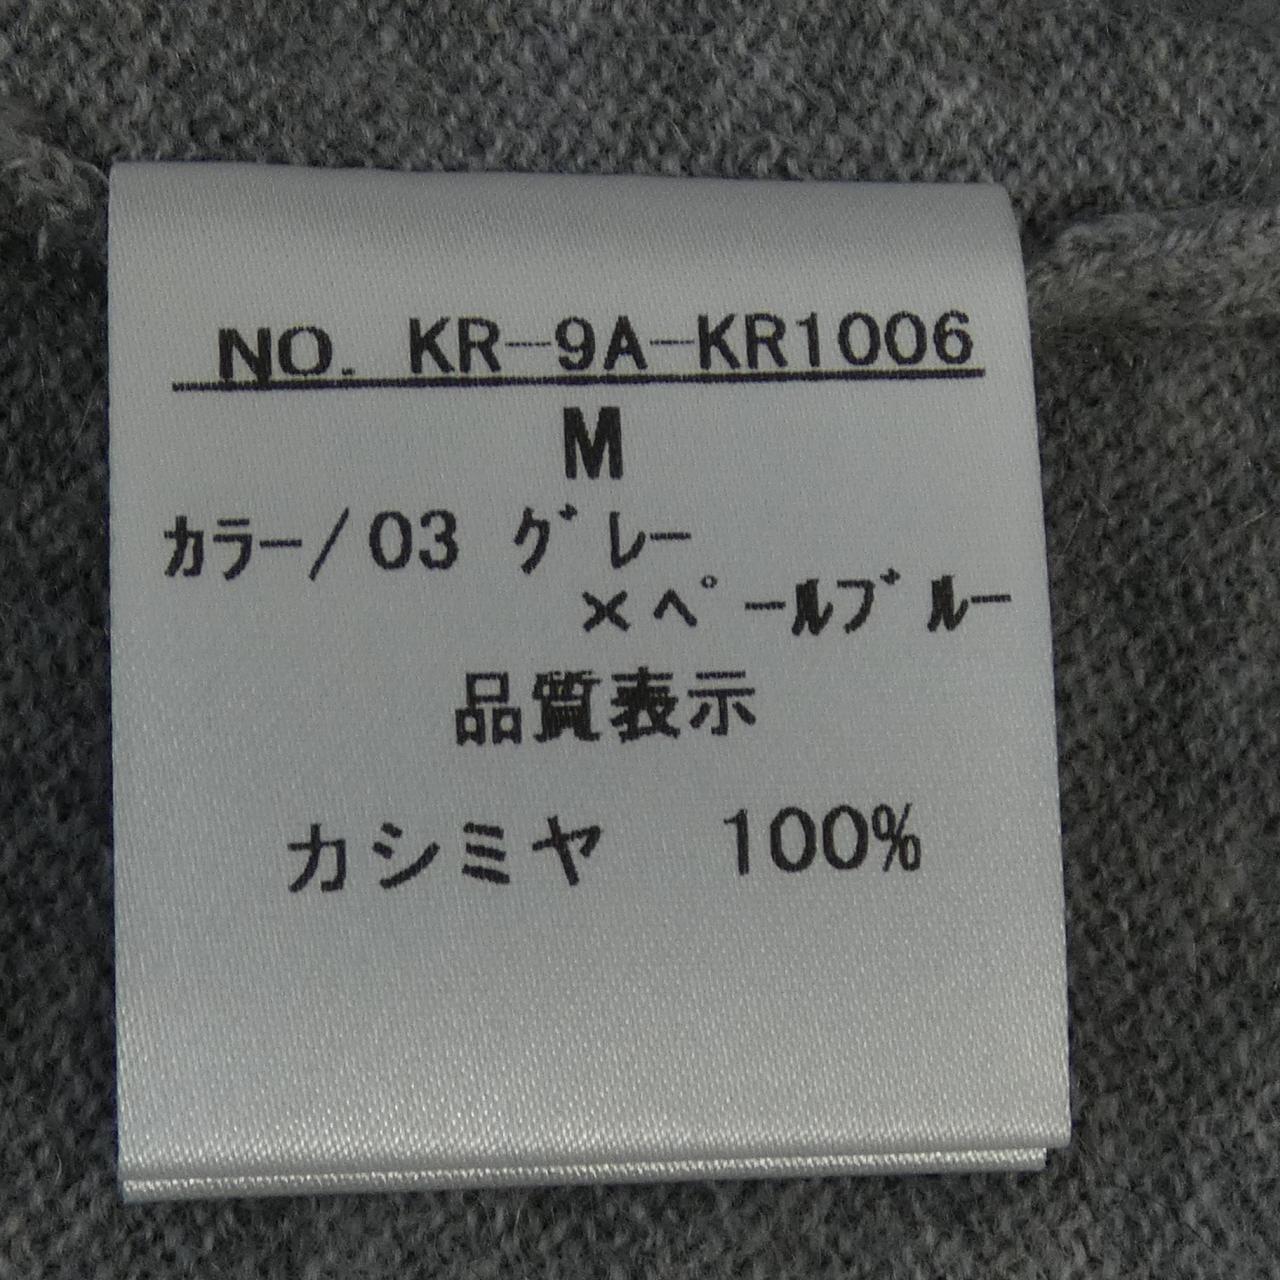 NO. KR-9A-KR1006
M
ｶﾗｰ/03 ｸﾞﾚｰ
×ﾍﾟｰﾙﾌﾞﾙｰ
品質表示
カシミヤ 100%